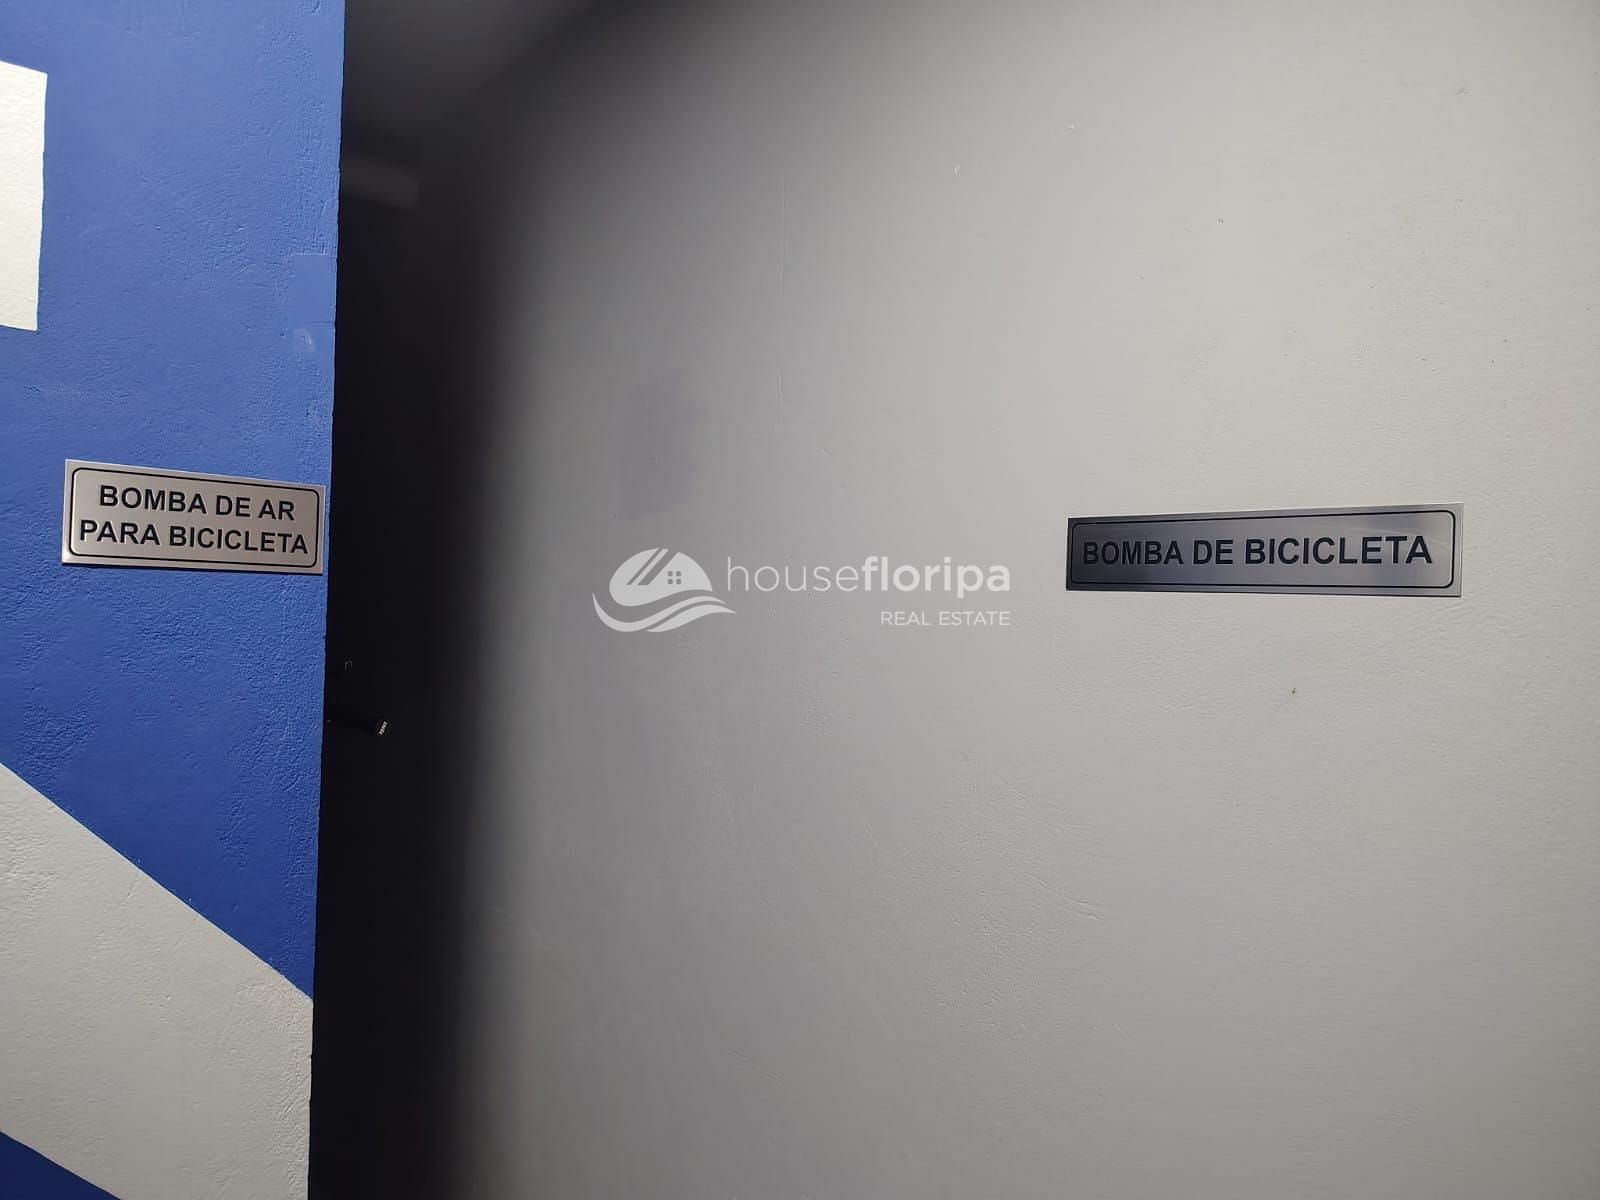 BOMBA DE AR
PARA BICICLETA
housefloripa
REAL ESTATE
BOMBA DE BICICLETA